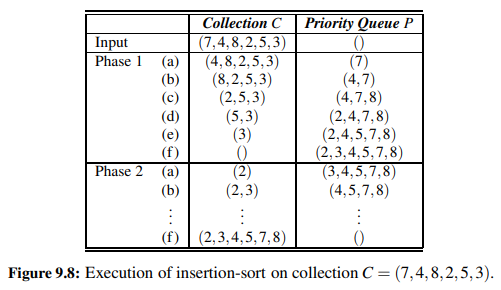 Collection C Priority Queue P
Input (7,4,8,2,5,3) ()
Phase 1 (a) (4,8,2,5,3) (7)
(b) (8,2,5,3) (4,7)
(c) (2,5,3) (4,7,8)
(d) (5,3) (2,4,7,8)
(e) (3) (2,4,5,7,8)
(f) () (2,3,4,5,7,8)
Phase 2 (a) (2) (3,4,5,7,8)
(b) (2,3) (4,5,7,8)
⋮ ⋮ ⋮
(f) (2,3,4,5,7,8) ()
Figure 9.8: Execution of insertion-sort on collection C = (7,4,8,2,5,3).